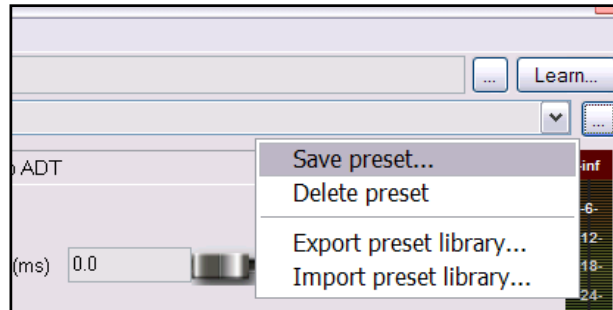 ... Learn...
...
ADT
Save preset...
-inf
Delete preset
-6-
Export preset library...
-12-
(ms) 0.0
-18-
Import preset library...
-24-